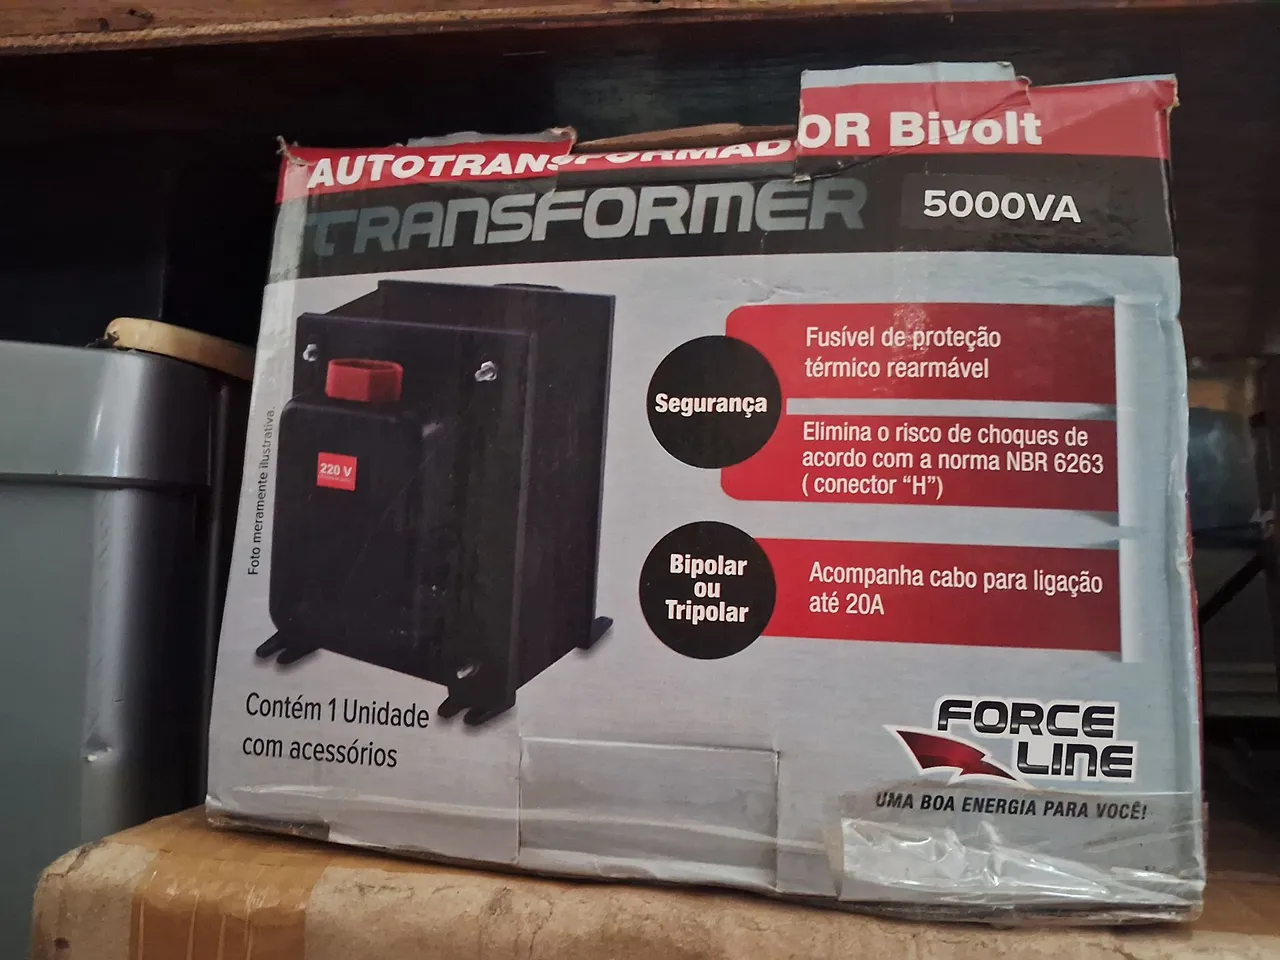 AUTOTRANSFORMADOR Bivolt
TRANSFORMER
5000VA
Fusível de proteção
térmico rearmável
Segurança
Elimina o risco de choques de
acordo com a norma NBR 6263
( conector “H”)
Bipolar
ou
Tripolar
Acompanha cabo para ligação
até 20A
220 V
Foto meramente ilustrativa.
Contém 1 Unidade
com acessórios
FORCE
LINE
UMA BOA ENERGIA PARA VOCÊ!